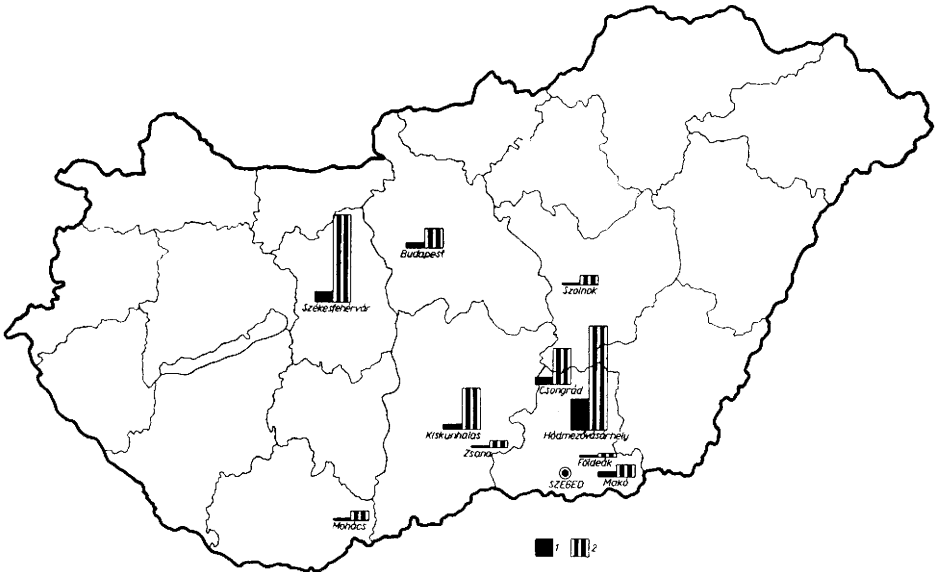 Budapest
Székesfehérvár
Szolnok
Csongrád
Kiskunhalas
Hódmezővásárhely
Zsana
Földeák
SZEGED
Makó
Mohács
1
2